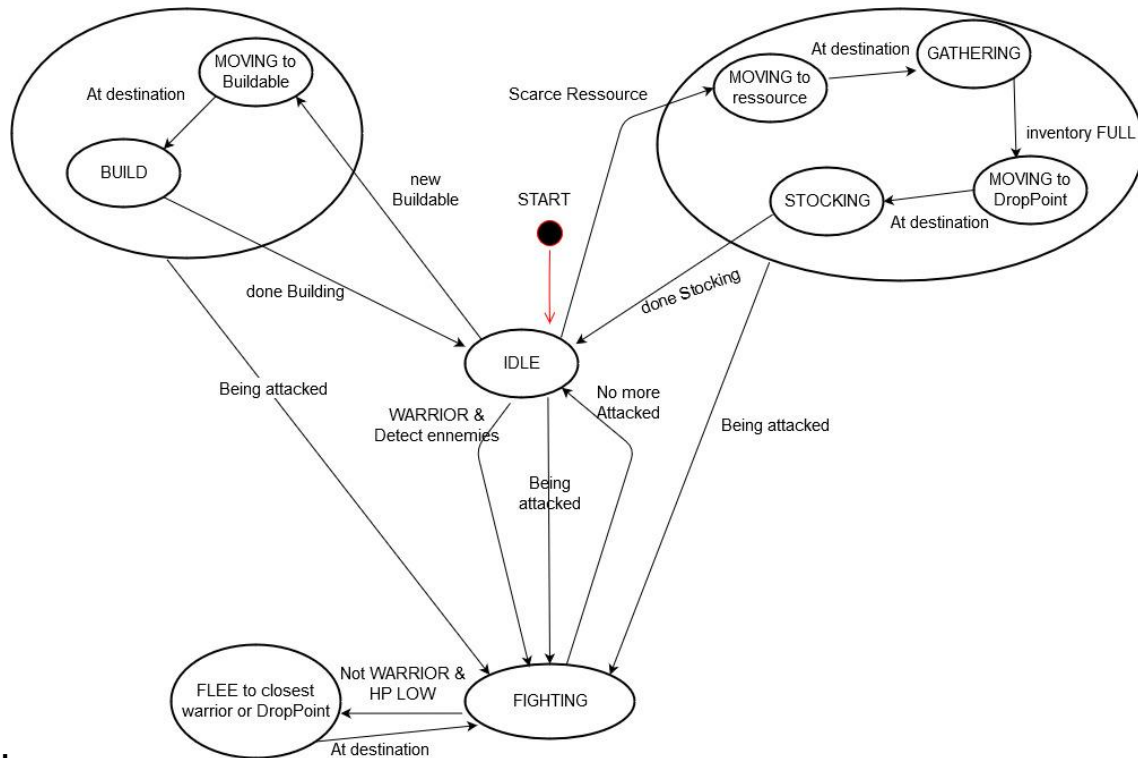 MOVING to
Buildable
At destination
BUILD
new
Buildable
done Building
START
Scarce Ressource
MOVING to
ressource
At destination
GATHERING
inventory FULL
MOVING to
DropPoint
At destination
STOCKING
done Stocking
IDLE
Being attacked
WARRIOR &
Detect ennemies
Being
attacked
No more
Attacked
Being attacked
FLEE to closest
warrior or DropPoint
Not WARRIOR &
HP LOW
At destination
FIGHTING
.